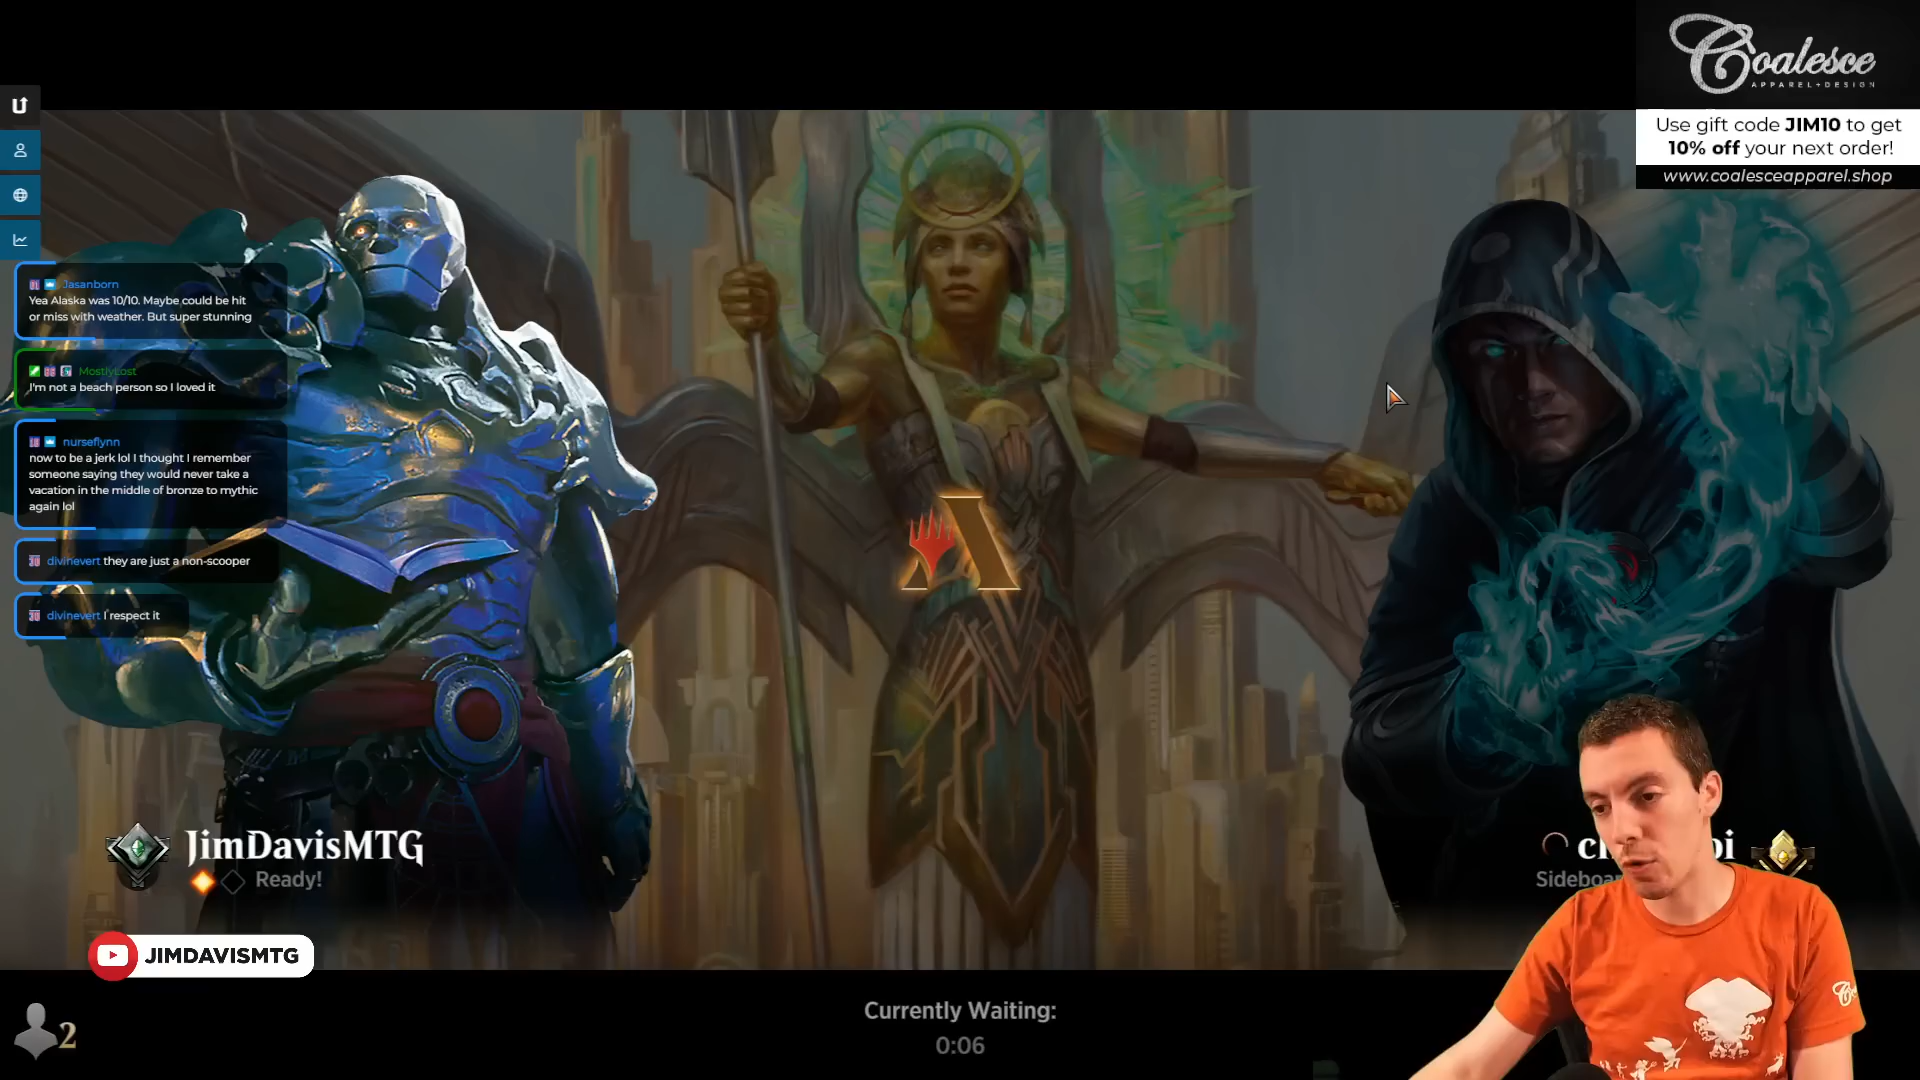 Coalesce
APPAREL+DESIGN
Use gift code JIM10 to get
10% off your next order!
www.coalesceapparel.shop
Jasanborn
Yea Alaska was 10/10. Maybe could be hit
or miss with weather. But super stunning
MostlyLost
I'm not a beach person so I loved it
nurseflynn
now to be a jerk lol I thought I remember
someone saying they would never take a
vacation in the middle of bronze to mythic
again lol
divinevert they are just a non-scooper
divinevert I respect it
JimDavisMTG
Ready!
JIMDAVISMTG
2
Currently Waiting:
0:06